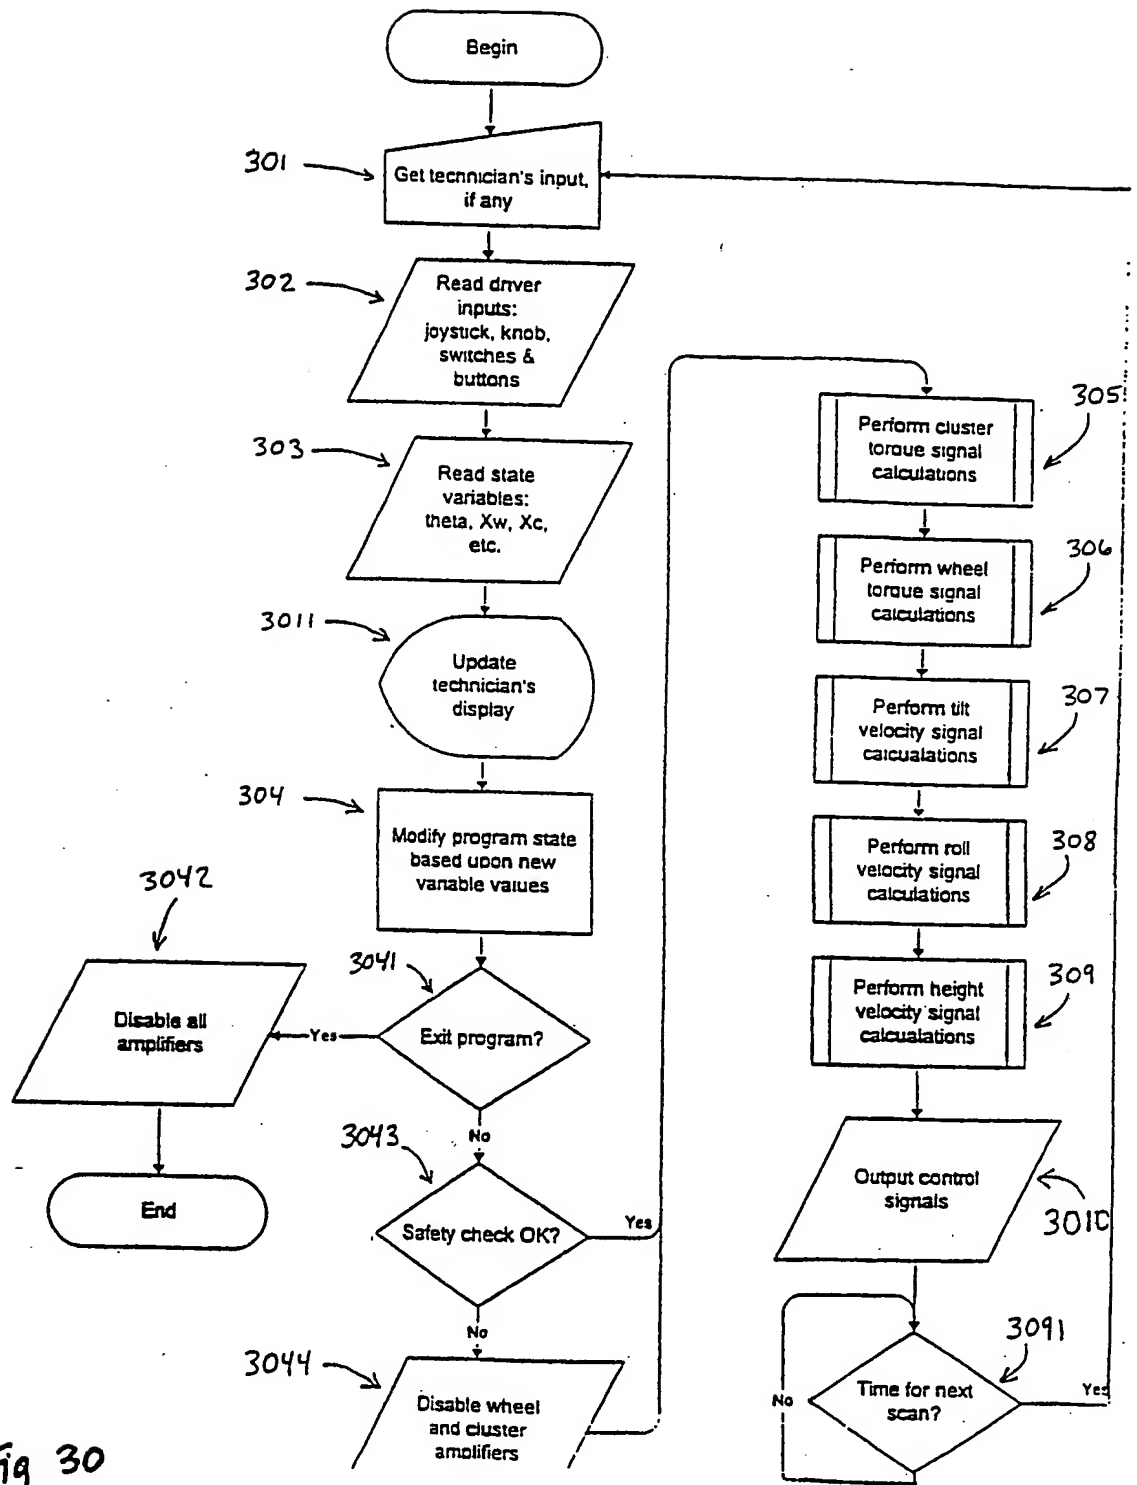 Begin
301
Get technician's input,
if any
302
Read driver
inputs:
joystick, knob,
switches &
buttons
303
Read state
variables:
theta, Xw, Xc,
etc.
3011
Update
technician's
display
304
Modify program state
based upon new
variable values
3042
Disable all
amplifiers
End
3041
Exit program?
Yes
No
3043
Safety check OK?
Yes
No
3044
Disable wheel
and cluster
amplifiers
305
Perform cluster
torque signal
calculations
306
Perform wheel
torque signal
calculations
307
Perform tilt
velocity signal
calcualations
308
Perform roll
velocity signal
calculations
309
Perform height
velocity signal
calcualations
Output control
signals
3010
3091
Time for next
scan?
No
Yes
Fig 30